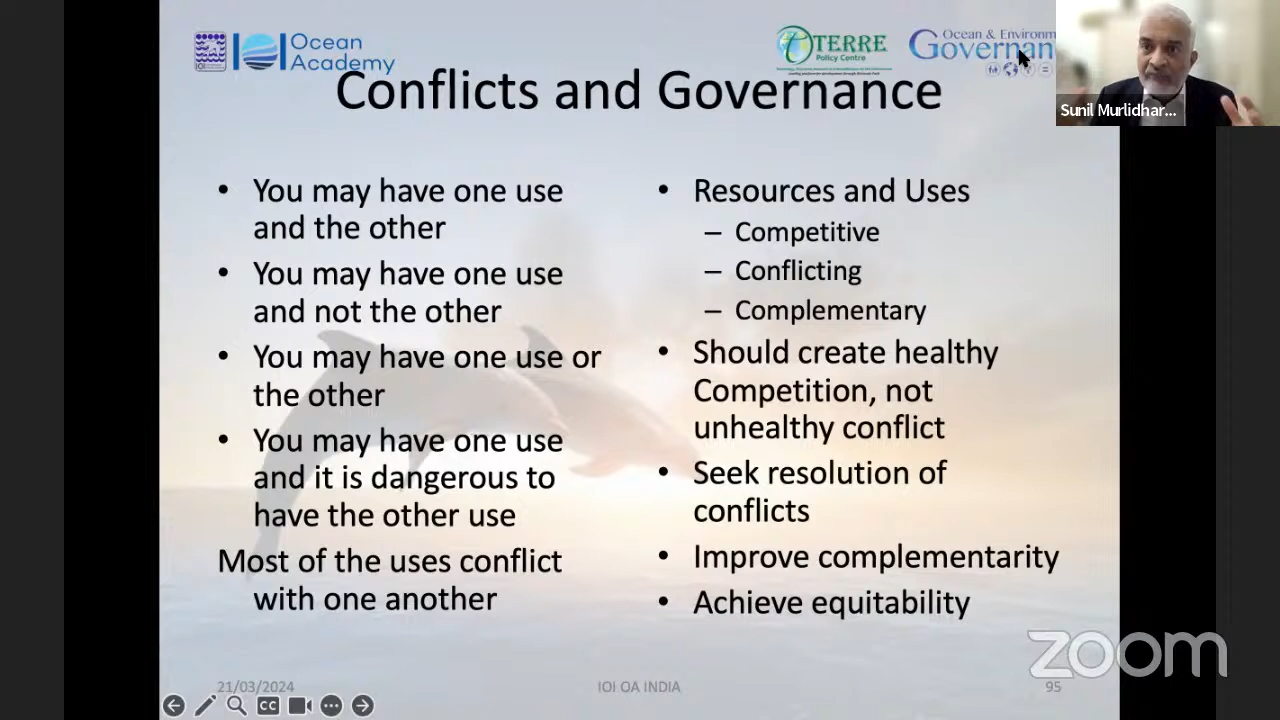 Ocean
Academy
IOI
TERRE
Policy Centre
Ocean & Environm
Governan
Sunil Murlidhar...
Conflicts and Governance
• You may have one use
and the other
• You may have one use
and not the other
• You may have one use or
the other
• You may have one use
and it is dangerous to
have the other use
Most of the uses conflict
with one another
• Resources and Uses
– Competitive
– Conflicting
– Complementary
• Should create healthy
Competition, not
unhealthy conflict
• Seek resolution of
conflicts
• Improve complementarity
• Achieve equitability
zoom
21/03/2024
IOI OA INDIA
95
CC